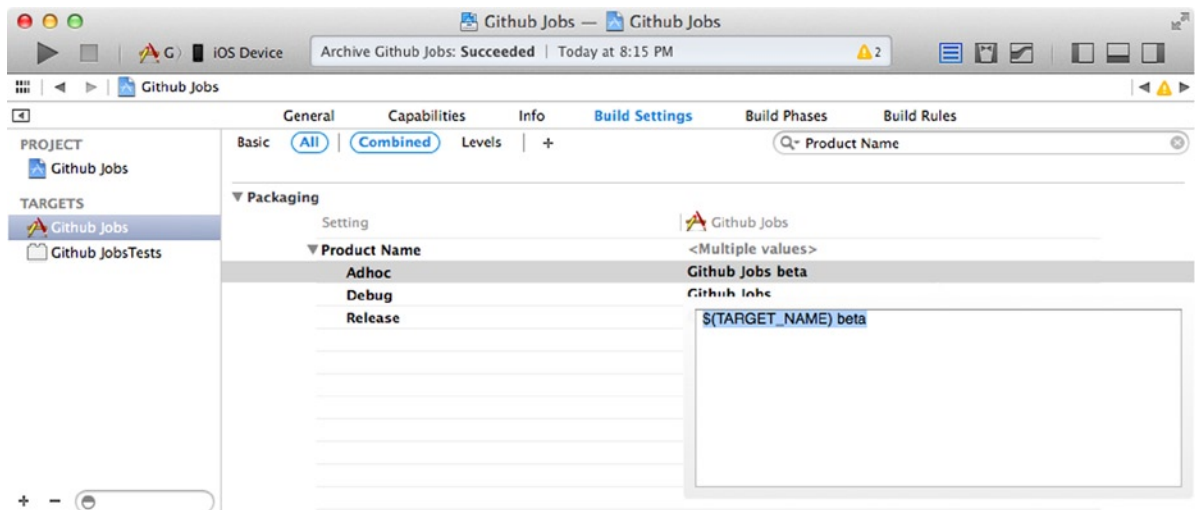 Github Jobs — Github Jobs
G〉 iOS Device Archive Github Jobs: Succeeded | Today at 8:15 PM 2
Github Jobs
General Capabilities Info Build Settings Build Phases Build Rules
PROJECT
Github Jobs
TARGETS
Github Jobs
Github JobsTests
Basic All Combined Levels + Product Name
Packaging
Setting Github Jobs
Product Name <Multiple values>
Adhoc Github Jobs beta
Debug Github Jobs
Release
$(TARGET_NAME) beta